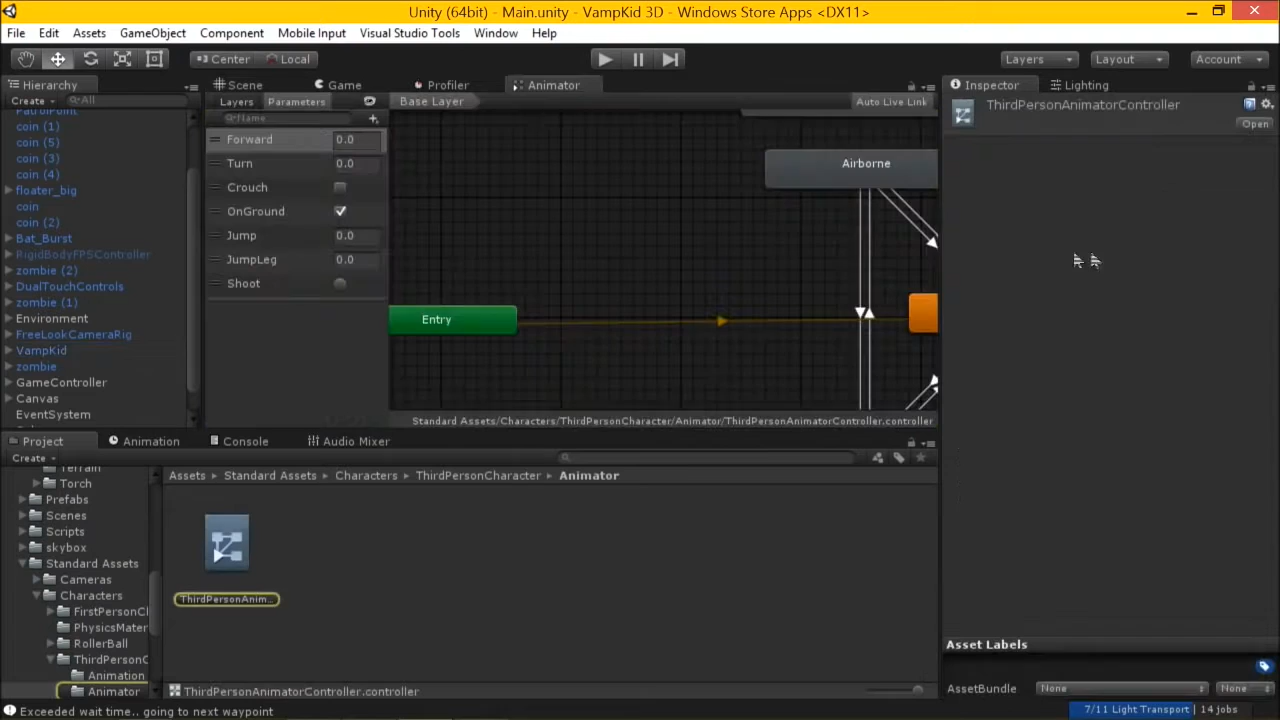 Unity (64bit) - Main.unity - VampKid 3D - Windows Store Apps <DX11>
File Edit Assets GameObject Component Mobile Input Visual Studio Tools Window Help
Center Local Layers Layout Account
Hierarchy Scene Game Profiler Animator Inspector Lighting
Create All Layers Parameters Base Layer Auto Live Link ThirdPersonAnimatorController
Name Open
PatrolPoint
coin (1)
coin (5)
coin (3)
coin (4)
floater_big
coin
coin (2)
Bat_Burst
RigidBodyFPSController
zombie (2)
DualTouchControls
zombie (1)
Environment
FreeLookCameraRig
VampKid
zombie
GameController
Canvas
EventSystem
Forward 0.0
Turn 0.0
Crouch
OnGround
Jump 0.0
JumpLeg 0.0
Shoot
Airborne
Entry
Standard Assets/Characters/ThirdPersonCharacter/Animator/ThirdPersonAnimatorController.controller
Project Animation Console Audio Mixer
Create
Terrain
Torch
Prefabs
Scenes
Scripts
skybox
Standard Assets
Cameras
Characters
FirstPersonCl
PhysicsMater
RollerBall
ThirdPersonC
Animation
Animator
Assets Standard Assets Characters ThirdPersonCharacter Animator
ThirdPersonAnim...
ThirdPersonAnimatorController.controller
Asset Labels
AssetBundle None None
Exceeded wait time.. going to next waypoint
7/11 Light Transport | 14 jobs